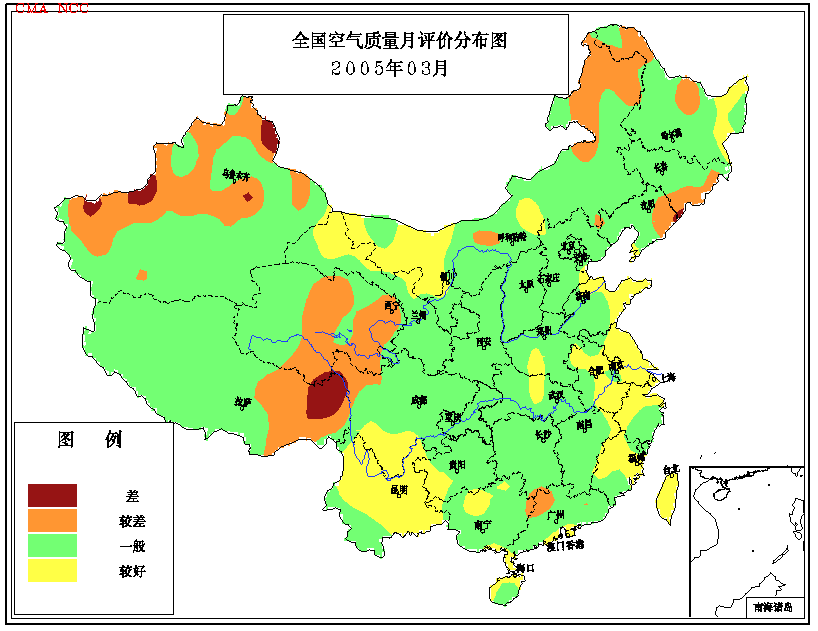 CMA NCC
全国空气质量月评价分布图
2005年03月
哈尔滨
乌鲁木齐
长春
沈阳
呼和浩特
北京
天津
银川
太原
石家庄
济南
西宁
兰州
郑州
西安
合肥
南京
上海
拉萨
成都
武汉
重庆
南昌
长沙
贵阳
福州
台北
昆明
广州
南宁
澳门 香港
海口
图 例
差
较差
一般
较好
南海诸岛